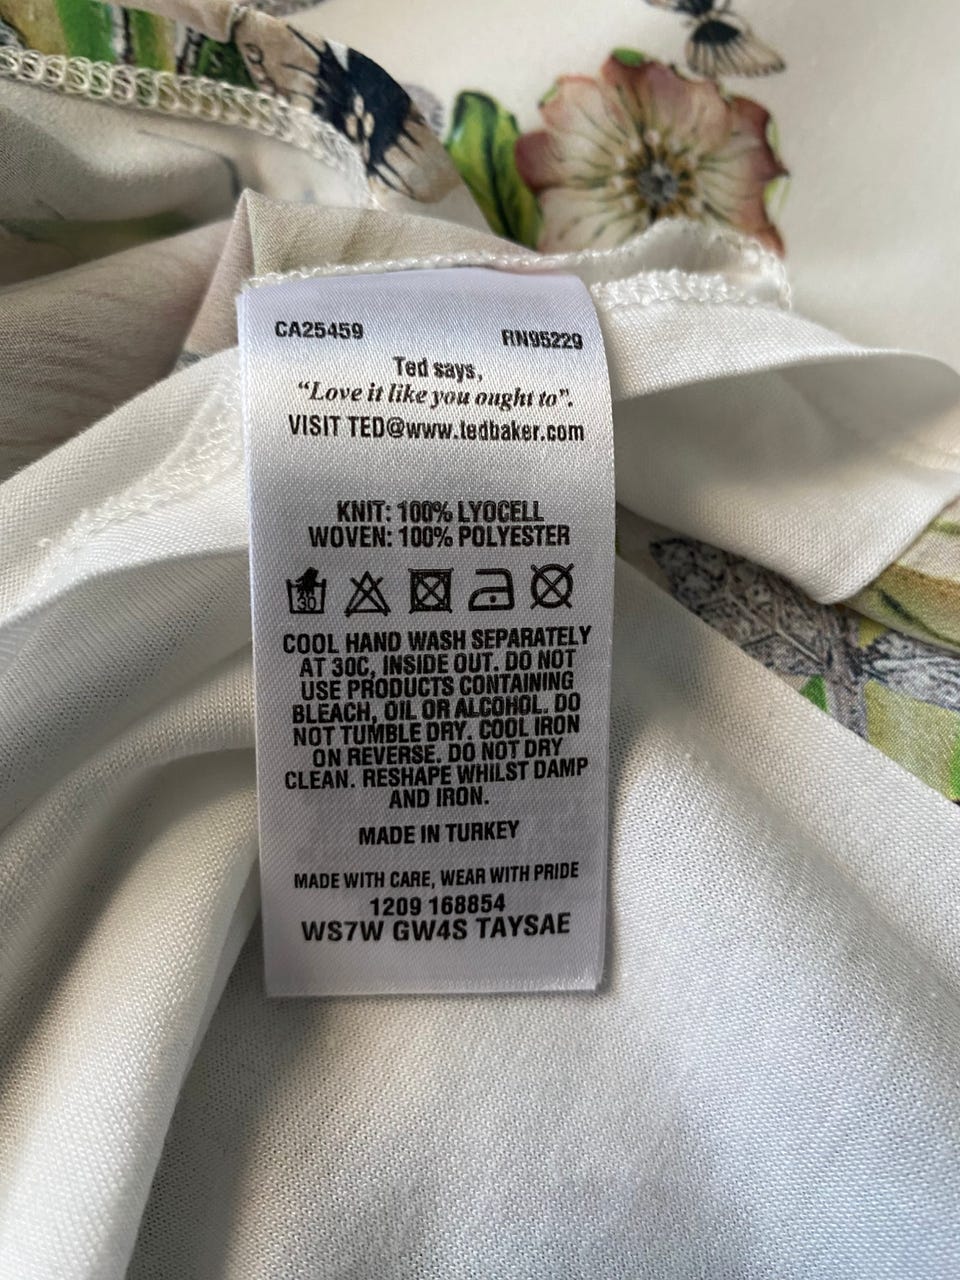 CA25459 RN95229
Ted says,
“Love it like you ought to”.
VISIT TED@www.tedbaker.com
KNIT: 100% LYOCELL
WOVEN: 100% POLYESTER
30
COOL HAND WASH SEPARATELY
AT 30C, INSIDE OUT. DO NOT
USE PRODUCTS CONTAINING
BLEACH, OIL OR ALCOHOL. DO
NOT TUMBLE DRY. COOL IRON
ON REVERSE. DO NOT DRY
CLEAN. RESHAPE WHILST DAMP
AND IRON.
MADE IN TURKEY
MADE WITH CARE, WEAR WITH PRIDE
1209 168854
WS7W GW4S TAYSAE